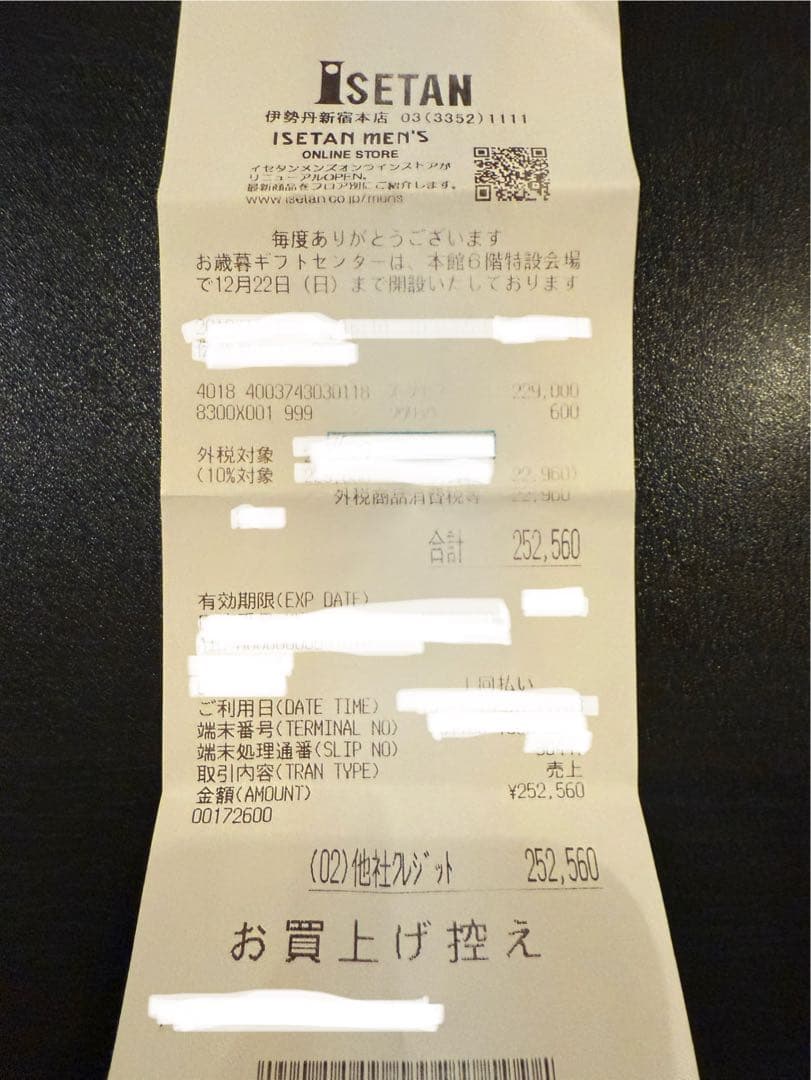 ISETAN
伊勢丹新宿本店 03(3352)1111
ISETAN MEN'S
ONLINE STORE
イセタンメンズオンラインストアが
リニューアルOPEN。
最新商品をフロア別にご紹介します。
www.isetan.co.jp/mens
毎度ありがとうございます
お歳暮ギフトセンターは、本館6階特設会場
で12月22日(日)まで開設いたしております
4018 4003743030118 229,000
8300X001 999 600
外税対象
(10%対象 22,960)
外税商品消費税等 22,960
合計 252,560
有効期限(EXP DATE)
1回払い
ご利用日(DATE TIME)
端末番号(TERMINAL NO)
端末処理通番(SLIP NO)
取引内容(TRAN TYPE) 売上
金額(AMOUNT) ¥252,560
00172600
(02)他社クレジット 252,560
お買上げ控え